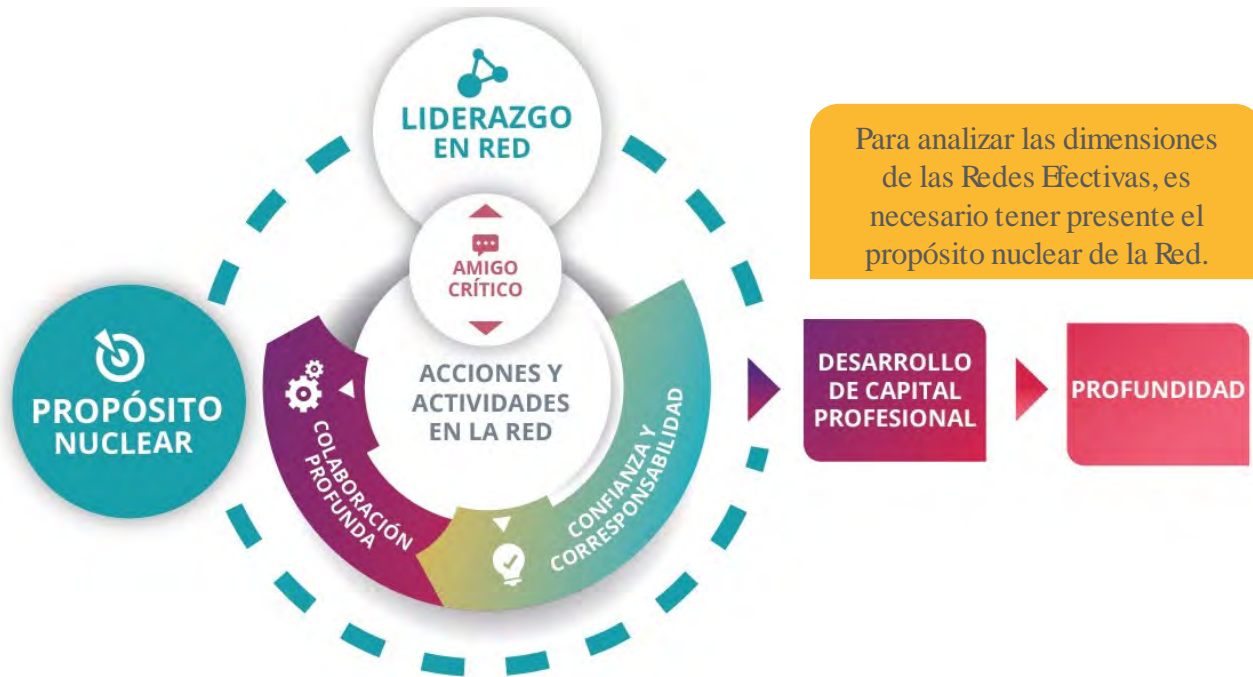 LIDERAZGO
EN RED
AMIGO
CRÍTICO
PROPÓSITO
NUCLEAR
ACCIONES Y
ACTIVIDADES
EN LA RED
COLABORACIÓN
PROFUNDA
CONFIANZA Y
CORRESPONSABILIDAD
Para analizar las dimensiones
de las Redes Efectivas, es
necesario tener presente el
propósito nuclear de la Red.
DESARROLLO
DE CAPITAL
PROFESIONAL
PROFUNDIDAD